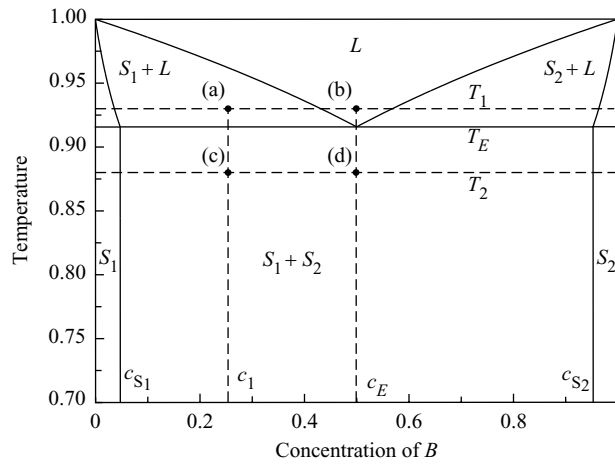 1.00
0.95
0.90
0.85
0.80
0.75
0.70
Temperature
L
S1 + L
S2 + L
(a)
(b)
T1
TE
(c)
(d)
T2
S1
S1 + S2
S2
cS1
c1
cE
cS2
0
0.2
0.4
0.6
0.8
Concentration of B